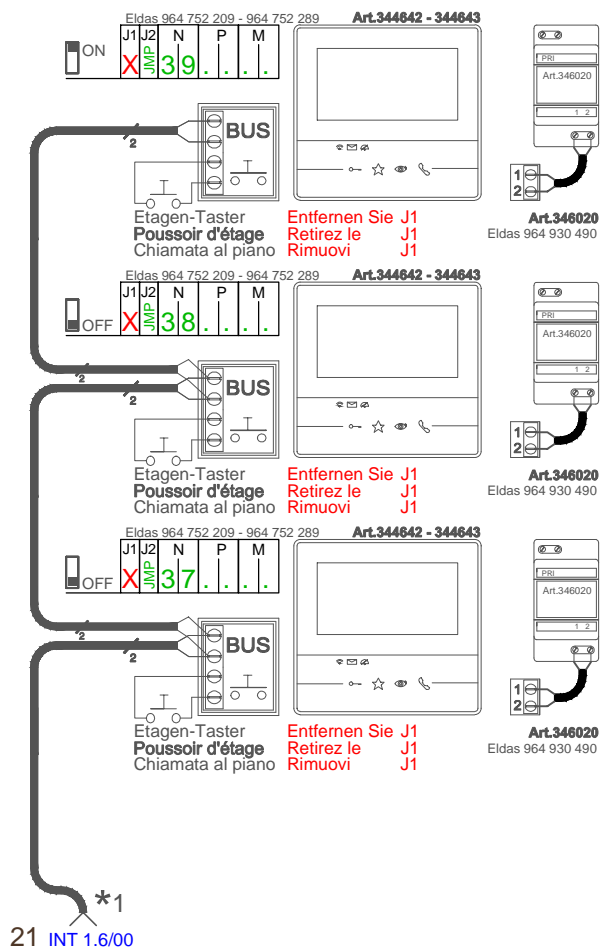 Eldas 964 752 209 - 964 752 289 Art.344642 - 344643
ON J1 J2 N P M
X JMP 3 9 . . . .
PRI
Art.346020
1 2
BUS
2
1
2
Etagen-Taster Entfernen Sie J1
Poussoir d'étage Retirez le J1
Chiamata al piano Rimuovi J1
Art.346020
Eldas 964 930 490
Eldas 964 752 209 - 964 752 289 Art.344642 - 344643
OFF J1 J2 N P M
X JMP 3 8 . . . .
PRI
Art.346020
1 2
2
2
BUS
1
2
Etagen-Taster Entfernen Sie J1
Poussoir d'étage Retirez le J1
Chiamata al piano Rimuovi J1
Art.346020
Eldas 964 930 490
Eldas 964 752 209 - 964 752 289 Art.344642 - 344643
OFF J1 J2 N P M
X JMP 3 7 . . . .
PRI
Art.346020
1 2
2
2
BUS
1
2
Etagen-Taster Entfernen Sie J1
Poussoir d'étage Retirez le J1
Chiamata al piano Rimuovi J1
Art.346020
Eldas 964 930 490
*1
21 INT 1.6/00